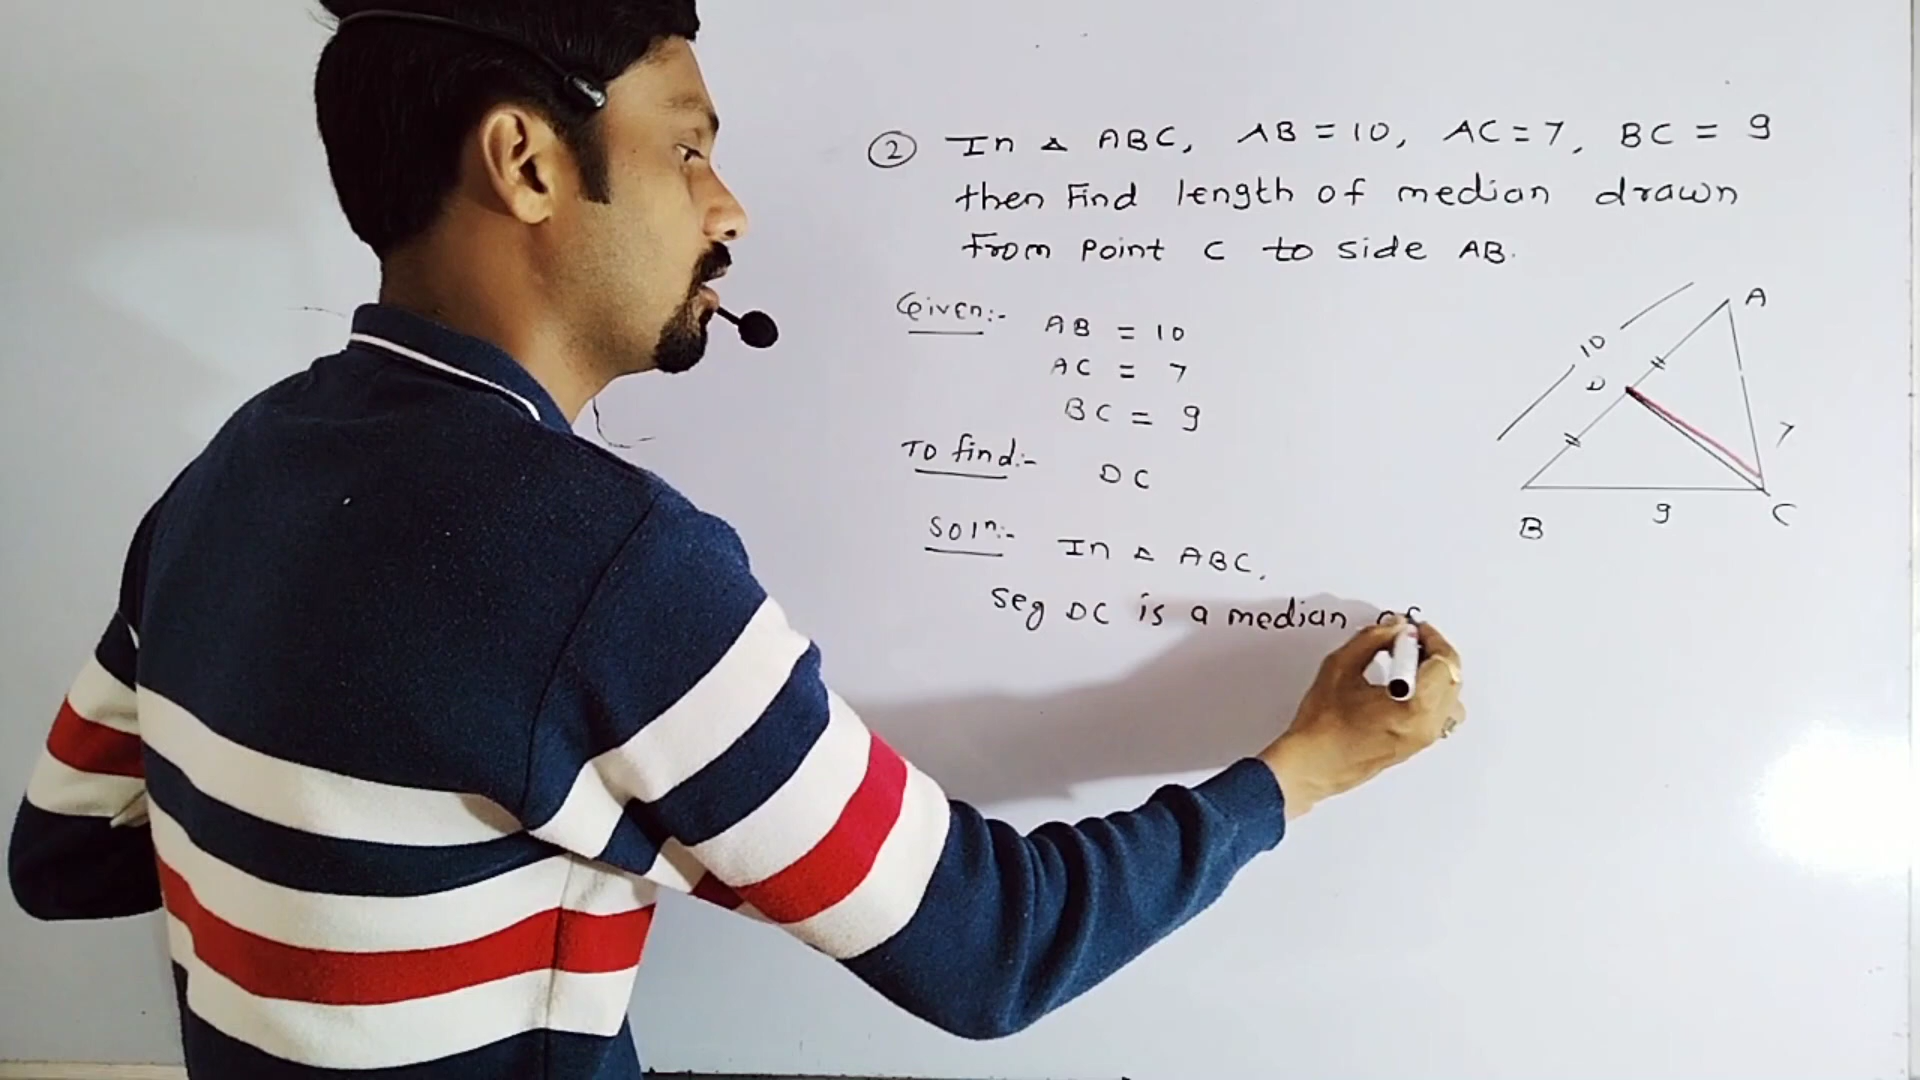 ② In △ ABC, AB = 10, AC = 7, BC = 9
then Find length of median drawn
From point C to side AB.
Given:- AB = 10
AC = 7
BC = 9
To find:- DC
Soln:- In △ ABC,
seg DC is a median of
A
10
D
7
9
B
C